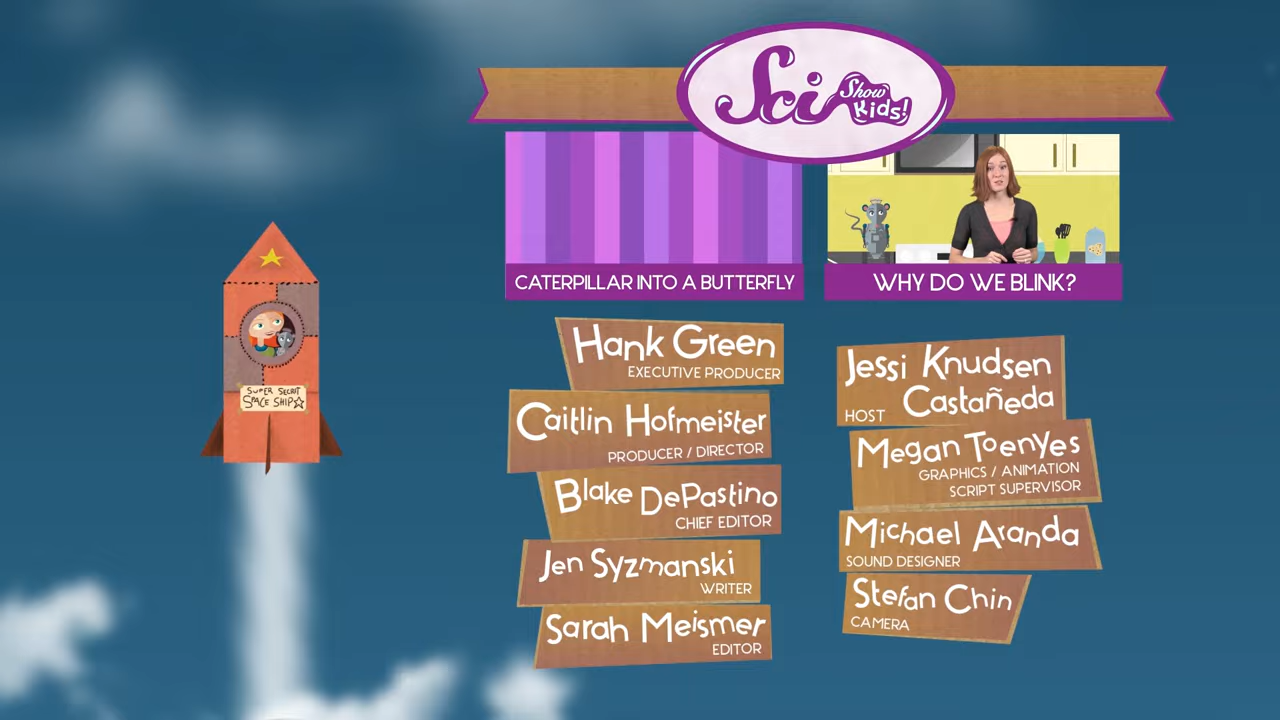 Sci Show Kids!
CATERPILLAR INTO A BUTTERFLY
WHY DO WE BLINK?
Hank Green
EXECUTIVE PRODUCER
Caitlin Hofmeister
PRODUCER / DIRECTOR
Blake DePastino
CHIEF EDITOR
Jen Syzmanski
WRITER
Sarah Meismer
EDITOR
Jessi Knudsen
Castañeda
HOST
Megan Toenyes
GRAPHICS / ANIMATION
SCRIPT SUPERVISOR
Michael Aranda
SOUND DESIGNER
Stefan Chin
CAMERA
SUPER SECRIT
SPACE SHIP